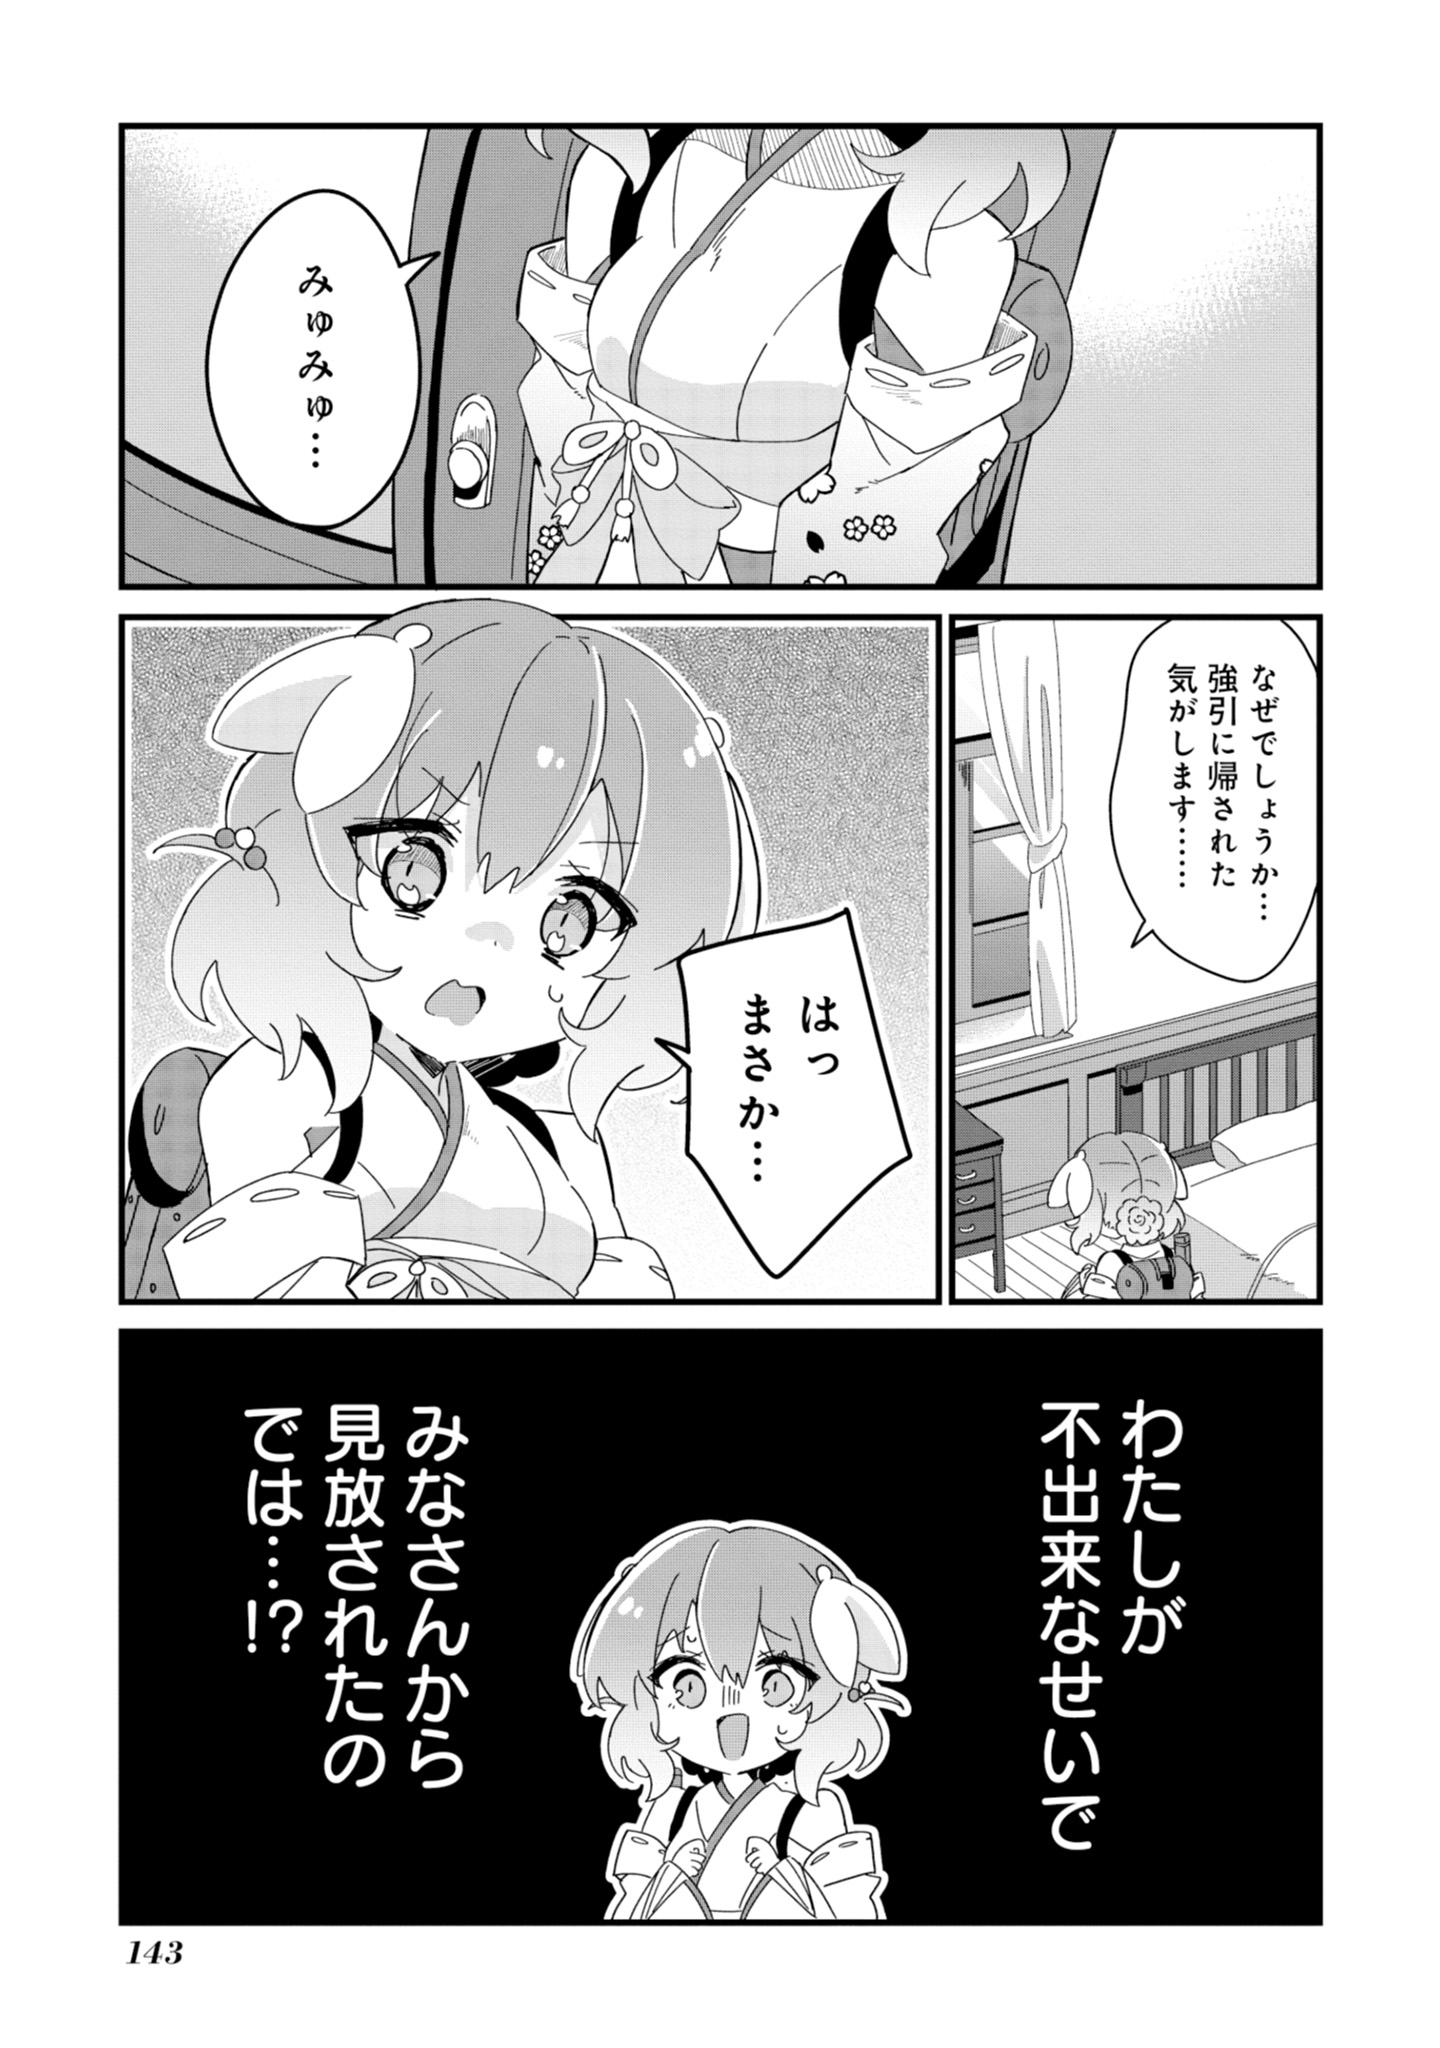 みゅみゅ…
なぜでしょうか…
強引に帰された
気がします……
はっ
まさか…
わたしが
不出来なせいで
みなさんから
見放されたの
では…!?
143